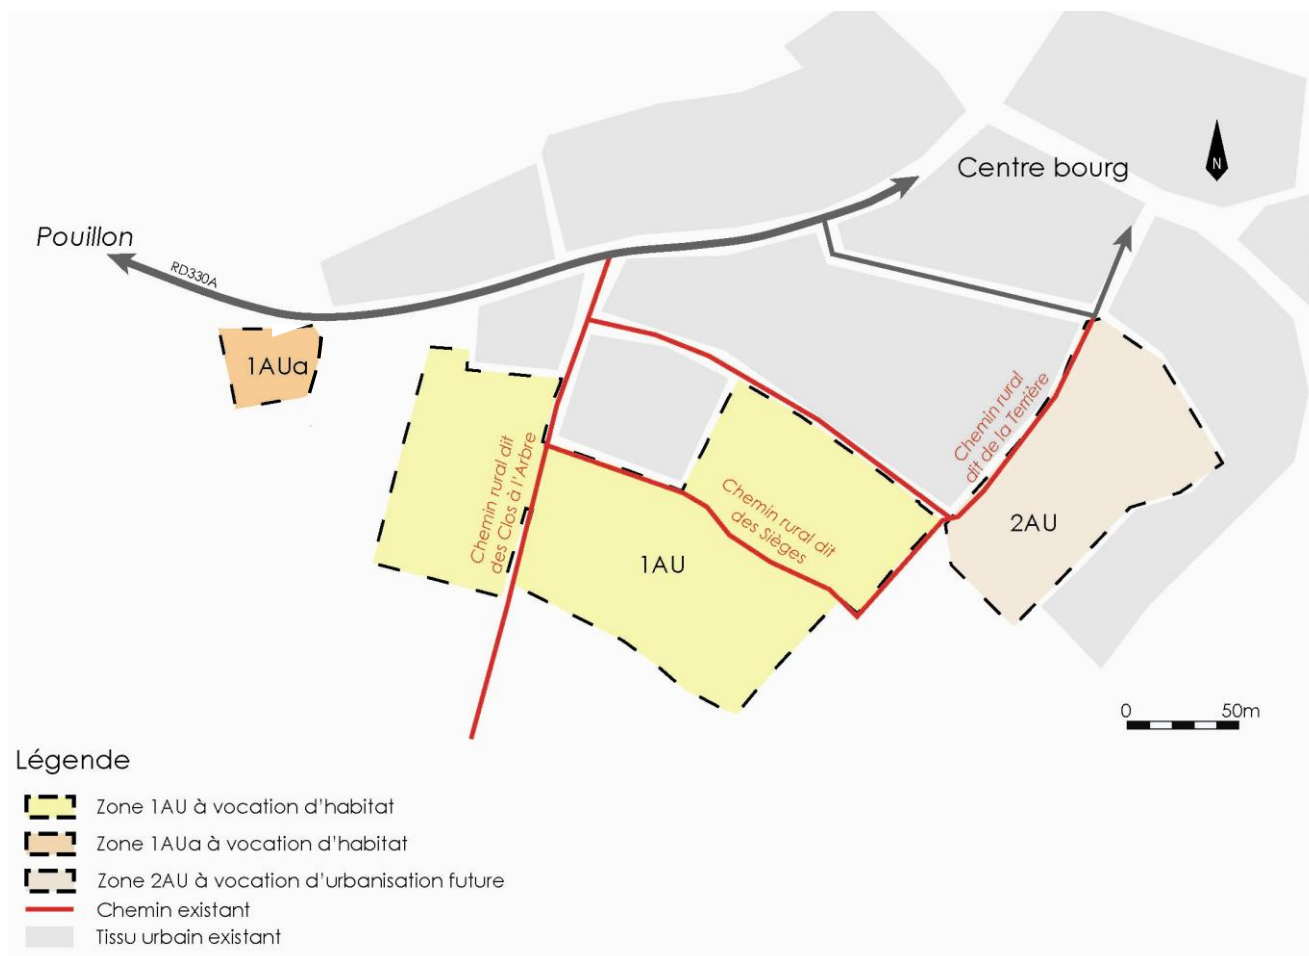 Centre bourg
N
Pouillon
RD330A
1AUa
Chemin rural dit
des Clos à l'Arbre
Chemin rural dit
des Sièges
Chemin rural
dit de la Terrière
1AU
2AU
0 50m
Légende
Zone 1AU à vocation d'habitat
Zone 1AUa à vocation d'habitat
Zone 2AU à vocation d'urbanisation future
Chemin existant
Tissu urbain existant